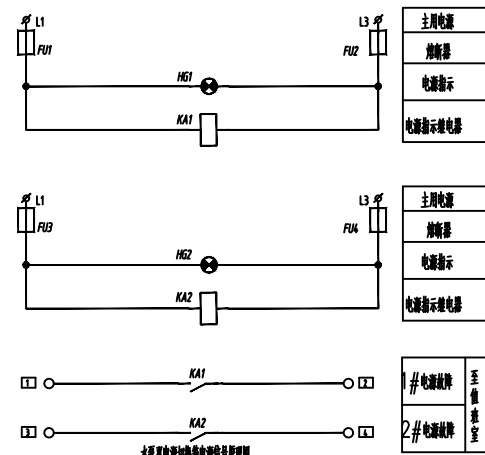 L1
L3
主用电源
FU1
FU2
熔断器
HG1
电源指示
KA1
电源指示继电器
L1
L3
主用电源
FU3
FU4
熔断器
HG2
电源指示
KA2
电源指示继电器
1
KA1
2
1#电源故障
至值班室
3
KA2
4
2#电源故障